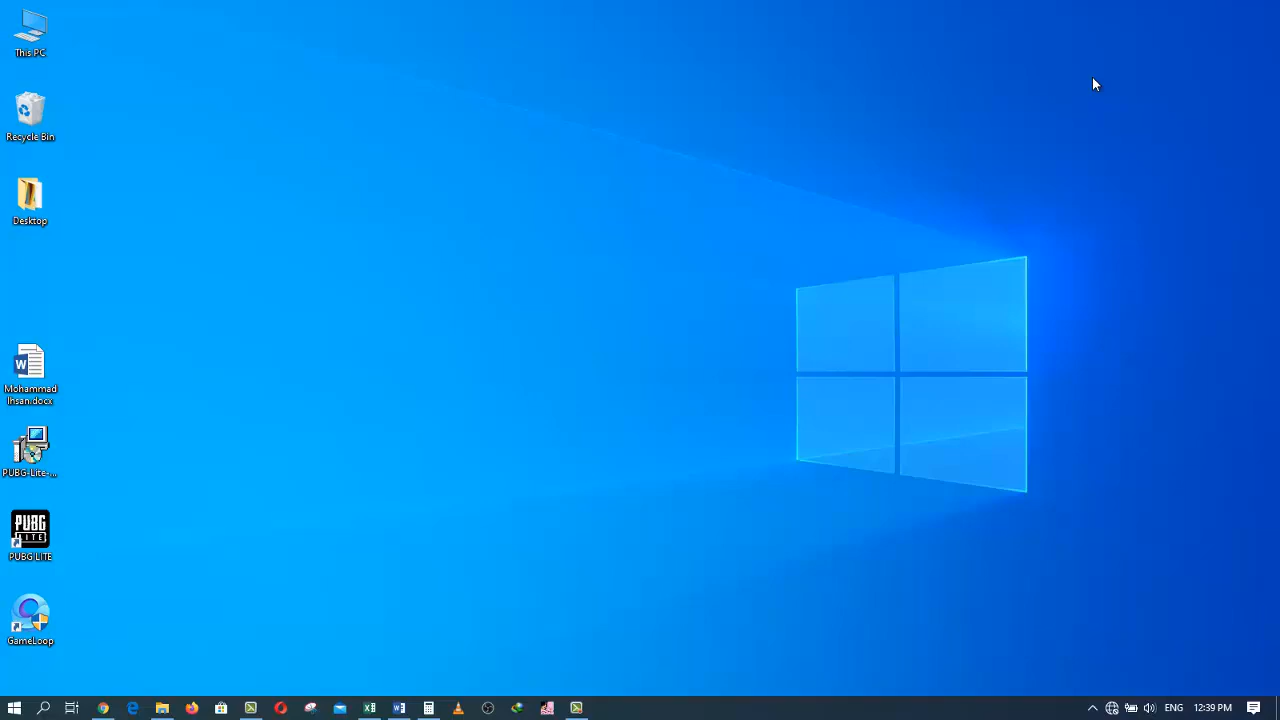 This PC
Recycle Bin
Desktop
Mohammad
Ihsan.docx
PUBG-Lite-...
PUBG
LITE
PUBG LITE
GameLoop
ENG
12:39 PM